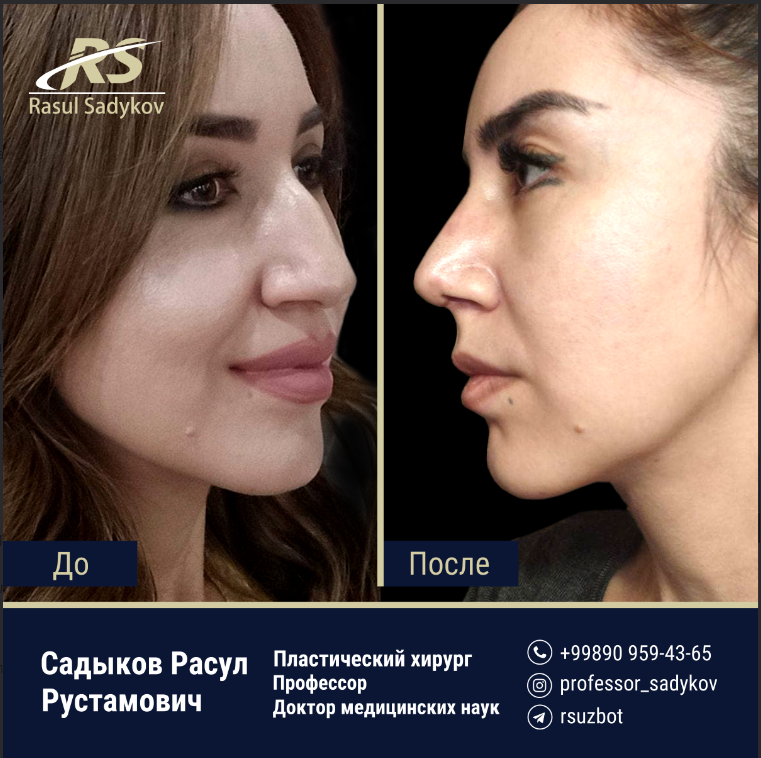 RS
Rasul Sadykov
До
После
Садыков Расул
Рустамович
Пластический хирург
Профессор
Доктор медицинских наук
+99890 959-43-65
professor_sadykov
rsuzbot